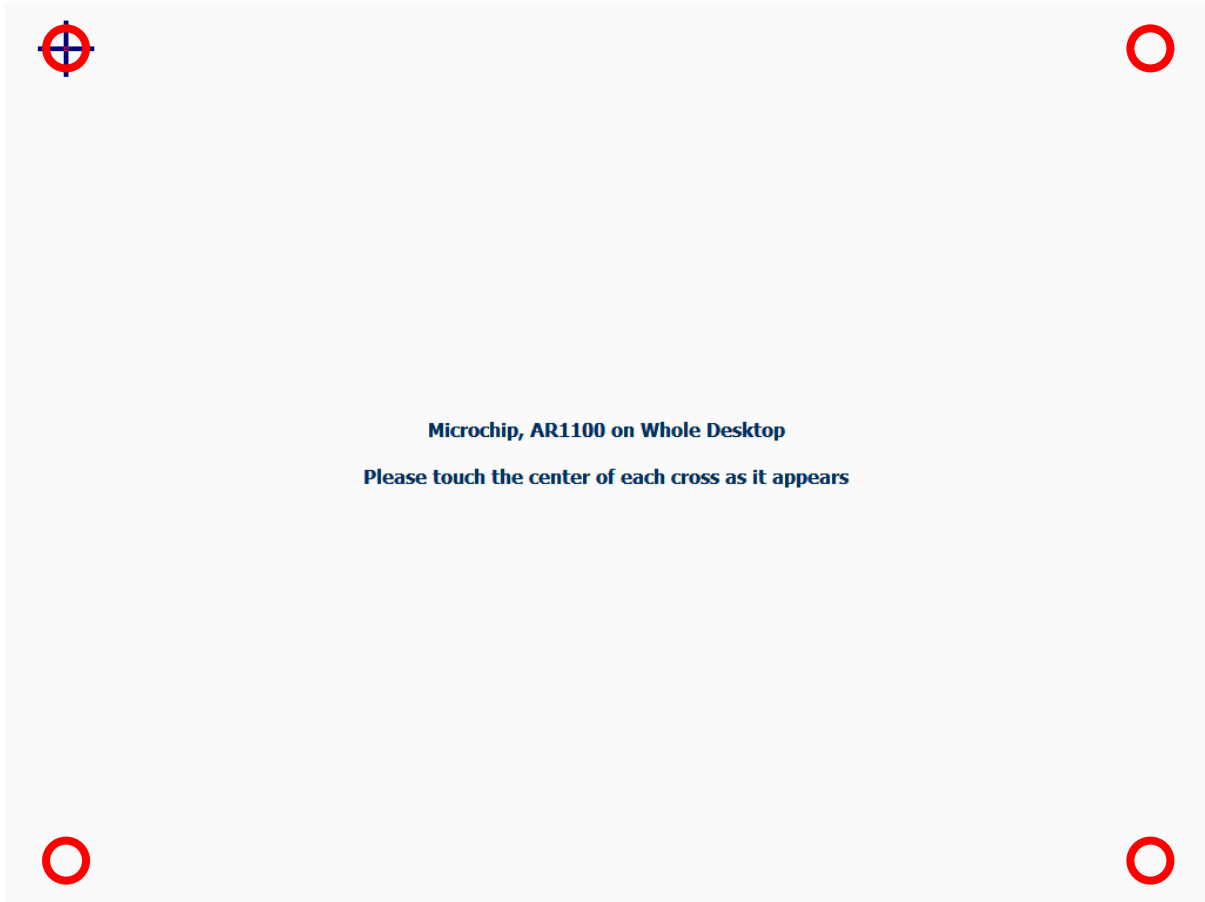 Microchip, AR1100 on Whole Desktop
Please touch the center of each cross as it appears